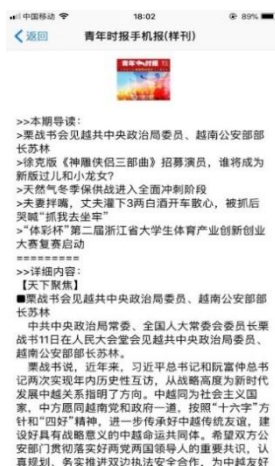 中国移动 18:02 89%
返回 青年时报手机报(样刊)
青年时报
>>本期导读:
>栗战书会见越共中央政治局委员、越南公安部部
长苏林
>徐克版《神雕侠侣三部曲》招募演员，谁将成为
新版过儿和小龙女?
>天然气冬季保供战进入全面冲刺阶段
>夫妻拌嘴，丈夫灌下3两白酒开车散心，被抓后
哭喊“抓我去坐牢”
>“体彩杯”第二届浙江省大学生体育产业创新创业
大赛复赛启动
=========
>>详细内容:
【天下聚焦】
■栗战书会见越共中央政治局委员、越南公安部部
长苏林
中共中央政治局常委、全国人大常委会委员长栗
战书11日在人民大会堂会见越共中央政治局委员、
越南公安部部长苏林。
栗战书说，近年来，习近平总书记和阮富仲总书
记两次实现年内历史性互访，从战略高度为新时代
发展中越关系指明了方向。中越同为社会主义国
家，中方愿同越南党和政府一道，按照“十六字”方
针和“四好”精神，进一步传承好中越传统友谊，建
设好具有战略意义的中越命运共同体。希望双方公
安部门贯彻落实好两党两国领导人的重要共识，认
真规划、务实推进双边执法安全合作，为中越友好